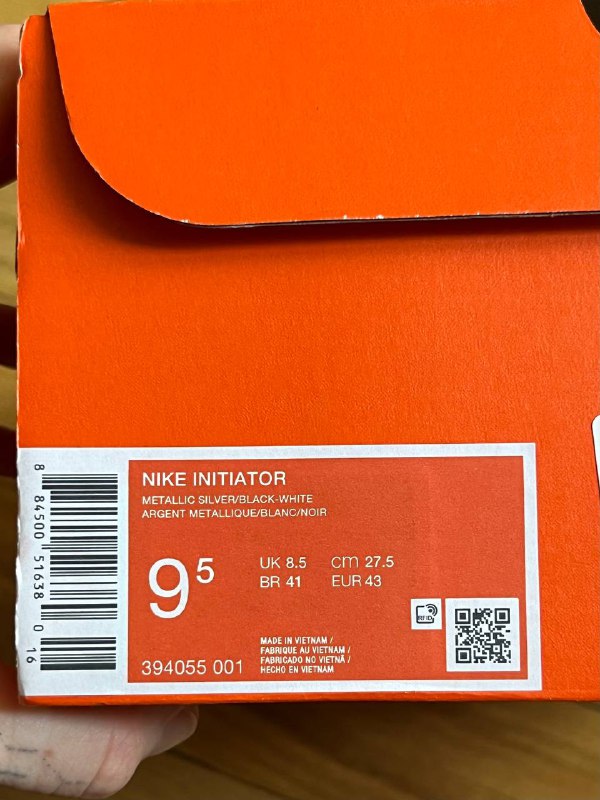 NIKE INITIATOR
METALLIC SILVER/BLACK-WHITE
ARGENT METALLIQUE/BLANC/NOIR
9 5
UK 8.5 cm 27.5
BR 41 EUR 43
394055 001
MADE IN VIETNAM /
FABRIQUE AU VIETNAM /
FABRICADO NO VIETNÃ /
HECHO EN VIETNAM
RFID
8 84500 51638 0 16